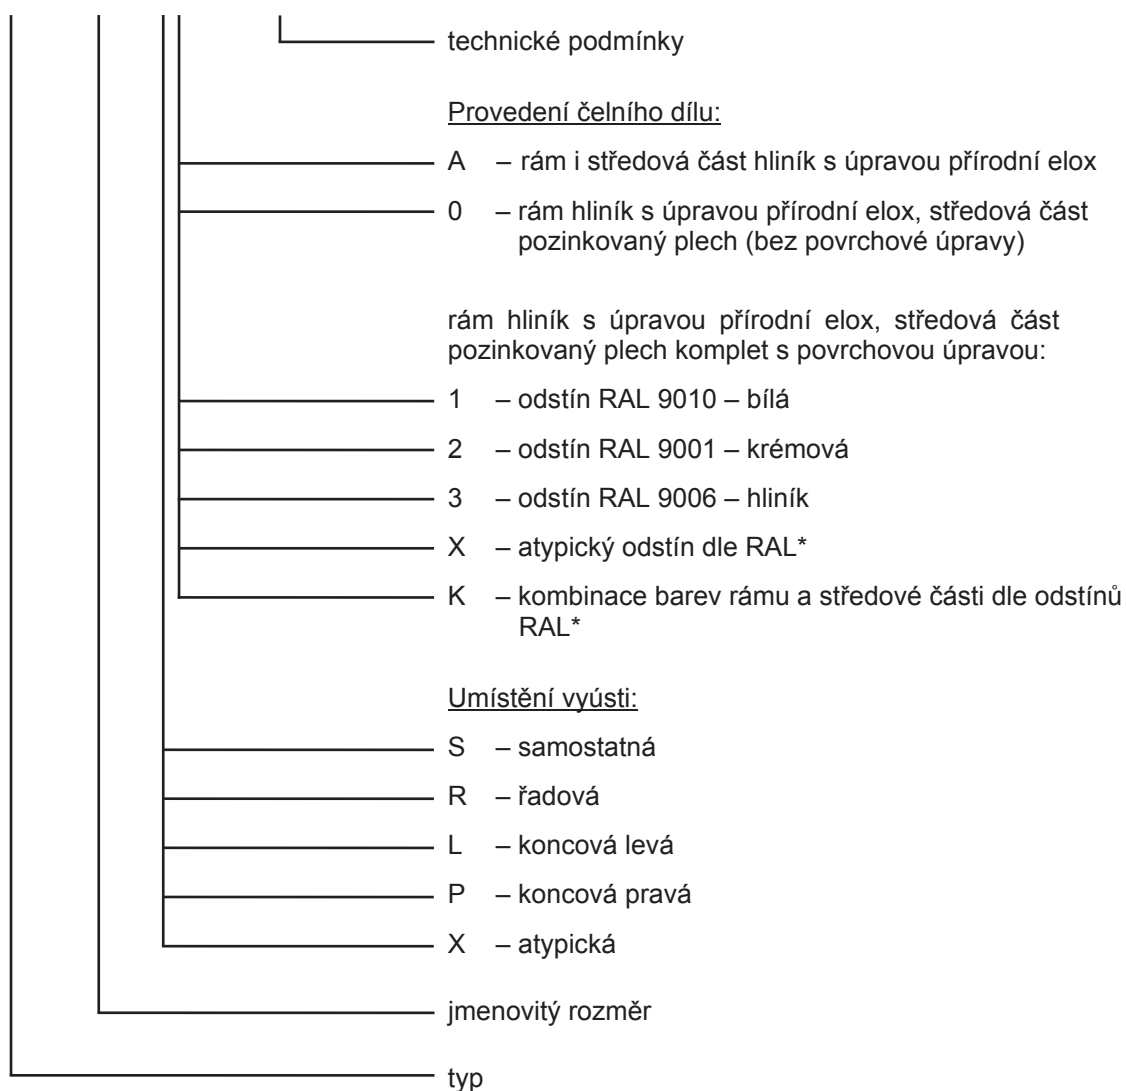 technické podmínky
Provedení čelního dílu:
A – rám i středová část hliník s úpravou přírodní elox
0 – rám hliník s úpravou přírodní elox, středová část
pozinkovaný plech (bez povrchové úpravy)
rám hliník s úpravou přírodní elox, středová část
pozinkovaný plech komplet s povrchovou úpravou:
1 – odstín RAL 9010 – bílá
2 – odstín RAL 9001 – krémová
3 – odstín RAL 9006 – hliník
X – atypický odstín dle RAL*
K – kombinace barev rámu a středové části dle odstínů
RAL*
Umístění vyústi:
S – samostatná
R – řadová
L – koncová levá
P – koncová pravá
X – atypická
jmenovitý rozměr
typ